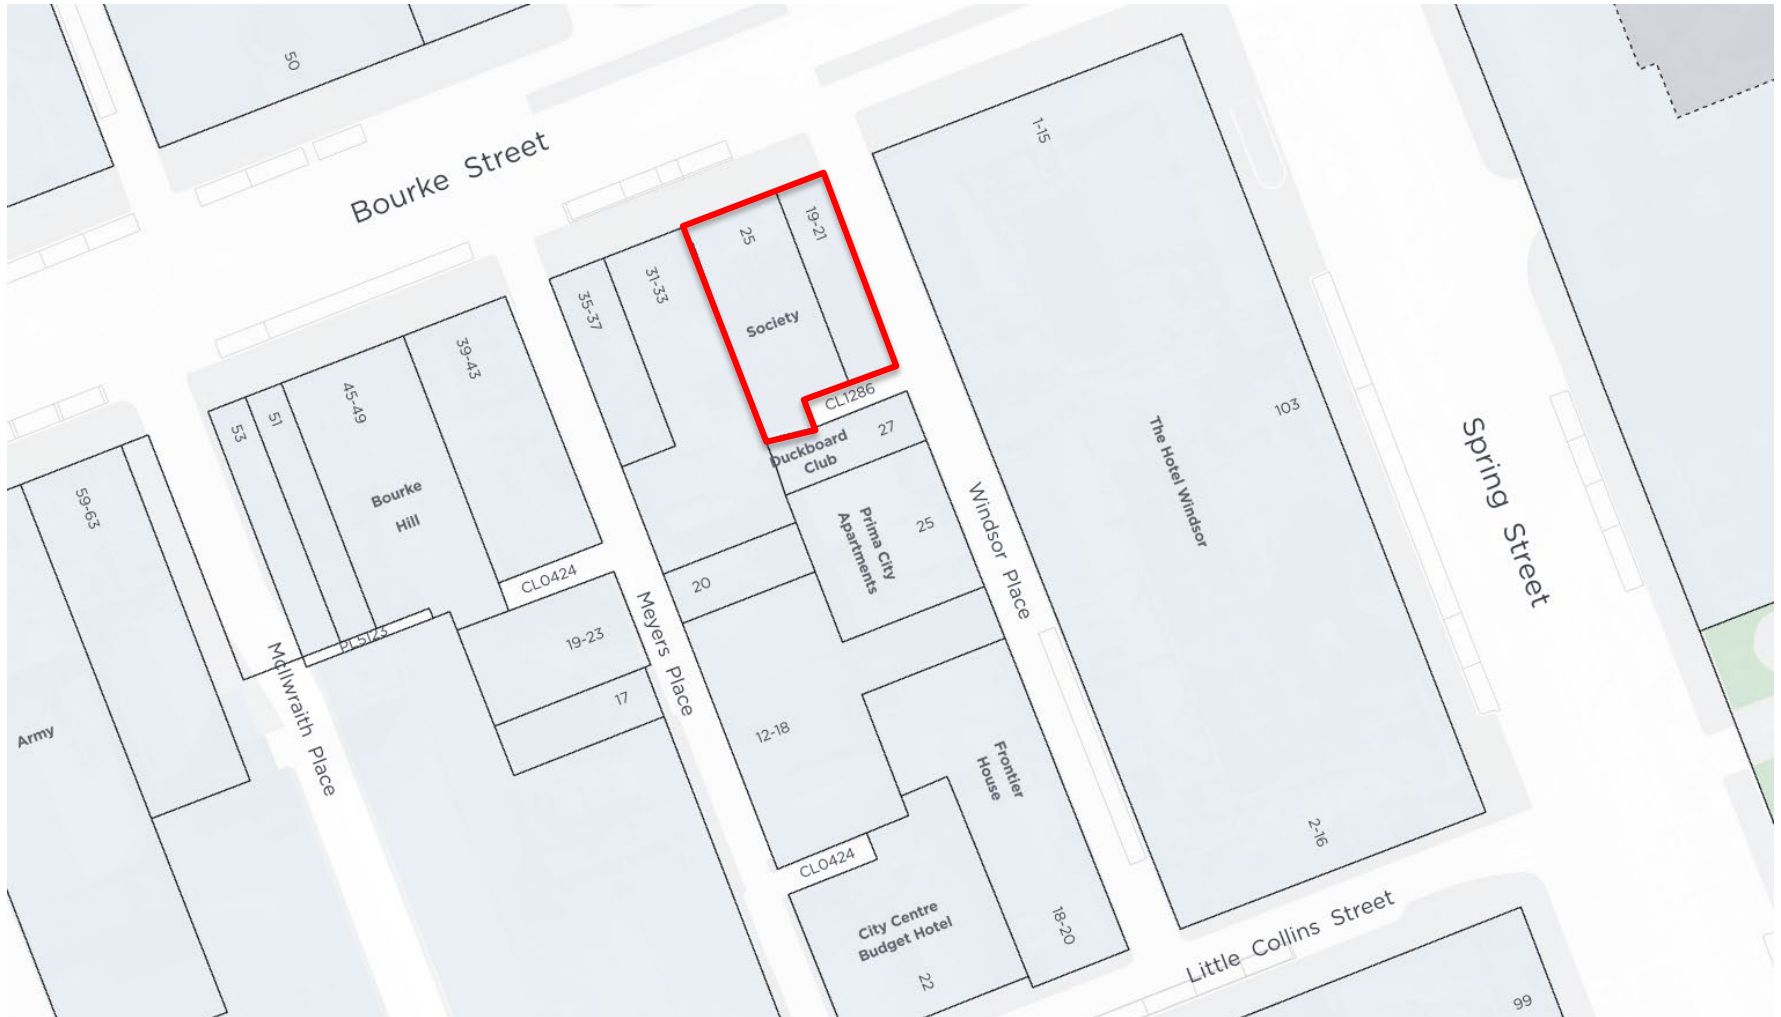 50
Bourke Street
1-15
25
19-21
31-33
35-37
Society
39-43
45-49
51
53
CL1286
27
Duckboard
Club
103
The Hotel Windsor
Spring Street
59-63
Bourke
Hill
Prima City
Apartments
25
Windsor Place
CL0424
20
Meyers Place
19-23
PL5123
McIlwraith Place
17
12-18
Army
Frontier
House
2-16
CL0424
City Centre
Budget Hotel
22
18-20
Little Collins Street
99